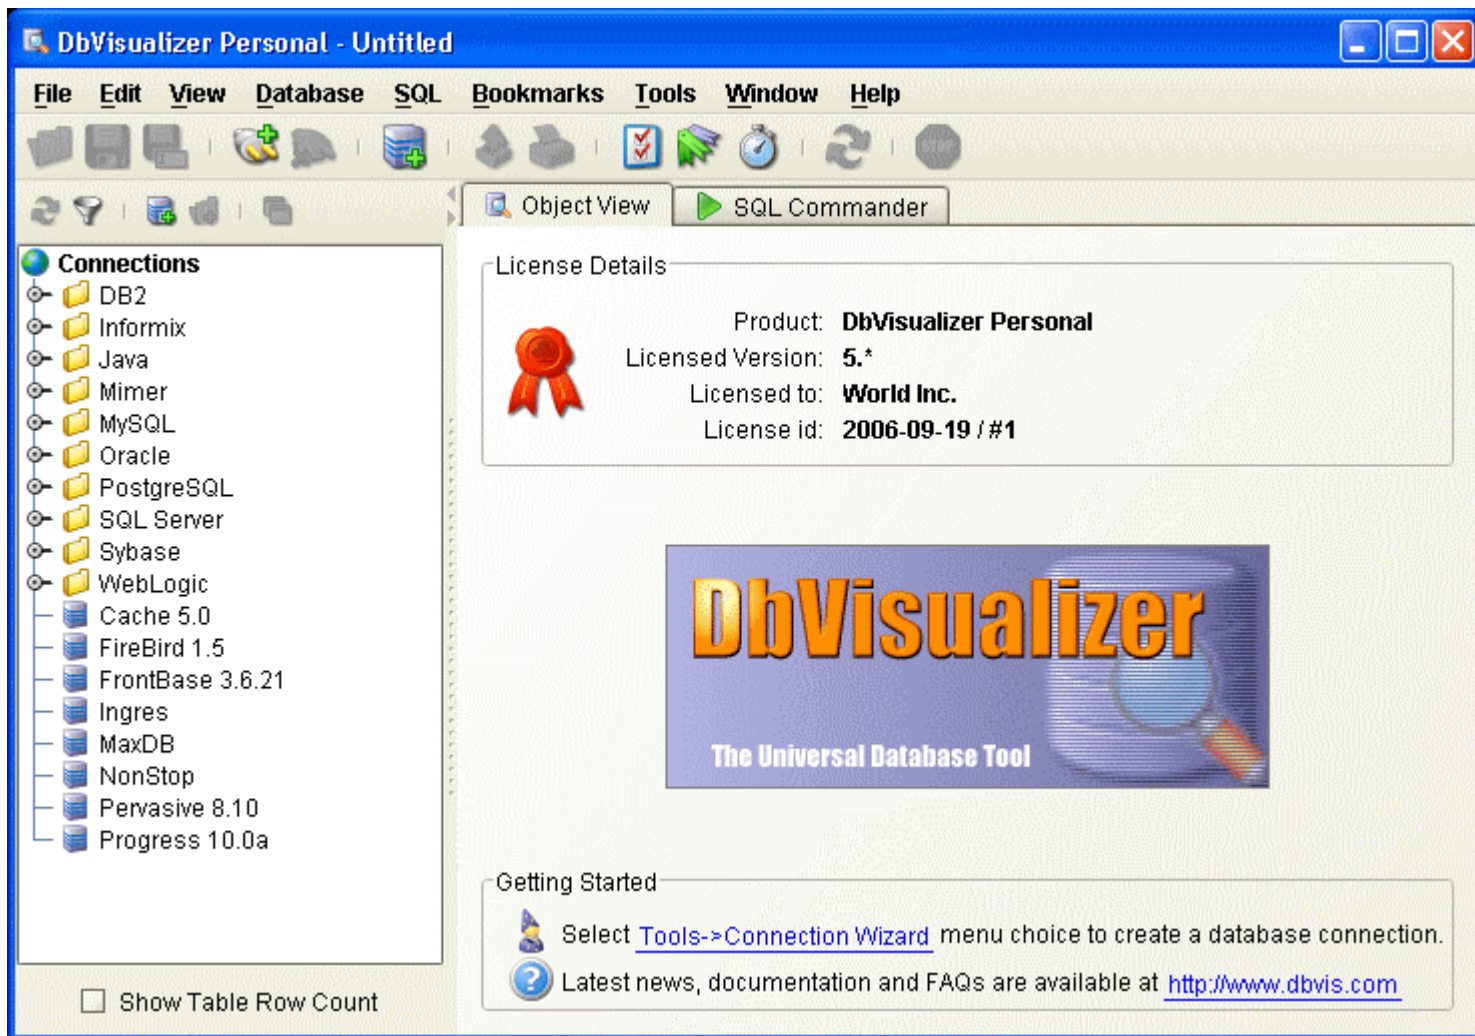 DbVisualizer Personal - Untitled
File Edit View Database SQL Bookmarks Tools Window Help
STOP
Object View SQL Commander
Connections
DB2
Informix
Java
Mimer
MySQL
Oracle
PostgreSQL
SQL Server
Sybase
WebLogic
Cache 5.0
FireBird 1.5
FrontBase 3.6.21
Ingres
MaxDB
NonStop
Pervasive 8.10
Progress 10.0a
Show Table Row Count
License Details
Product: DbVisualizer Personal
Licensed Version: 5.*
Licensed to: World Inc.
License id: 2006-09-19 / #1
DbVisualizer
The Universal Database Tool
Getting Started
Select Tools->Connection Wizard menu choice to create a database connection.
Latest news, documentation and FAQs are available at http://www.dbvis.com